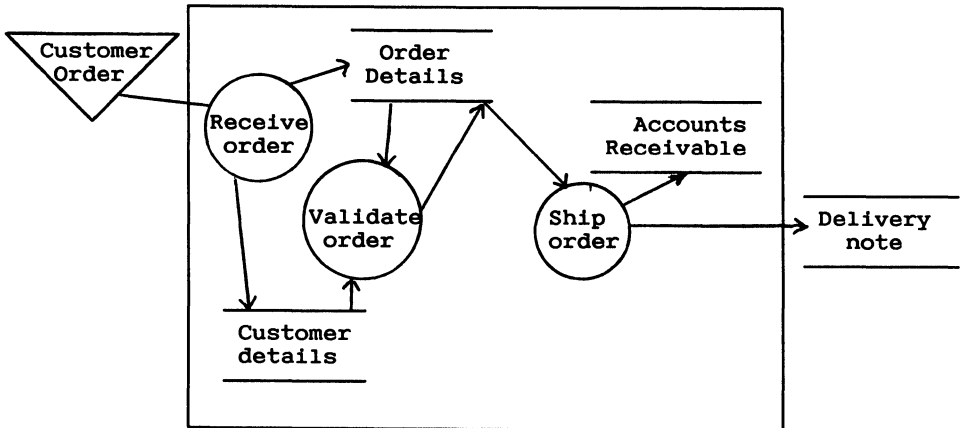 Customer
Order
Order
Details
Receive
order
Accounts
Receivable
Validate
order
Ship
order
Delivery
note
Customer
details